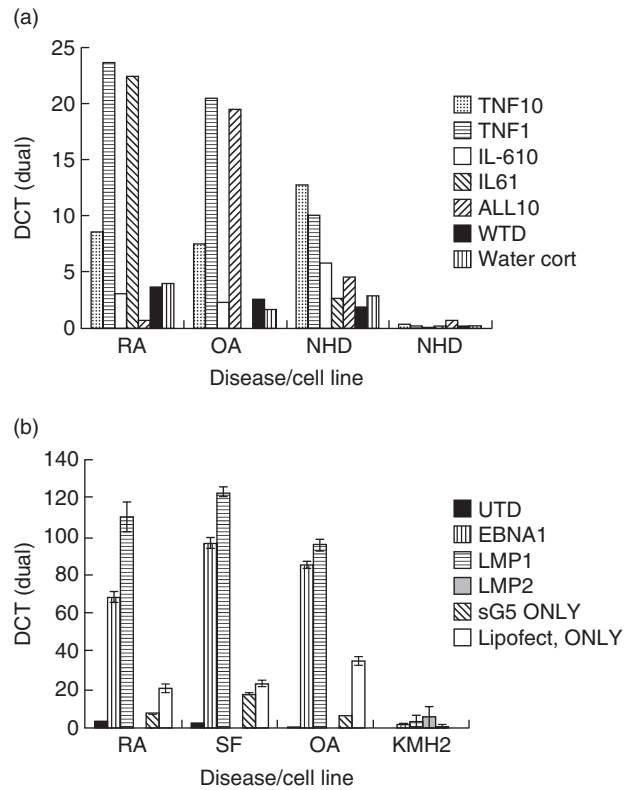 (a)
25
20
15
10
5
0
DCT (dual)
RA OA NHD NHD
Disease/cell line
TNF10
TNF1
IL-610
IL61
ALL10
WTD
Water cort
(b)
140
120
100
80
60
40
20
0
DCT (dual)
RA SF OA KMH2
Disease/cell line
UTD
EBNA1
LMP1
LMP2
sG5 ONLY
Lipofect, ONLY